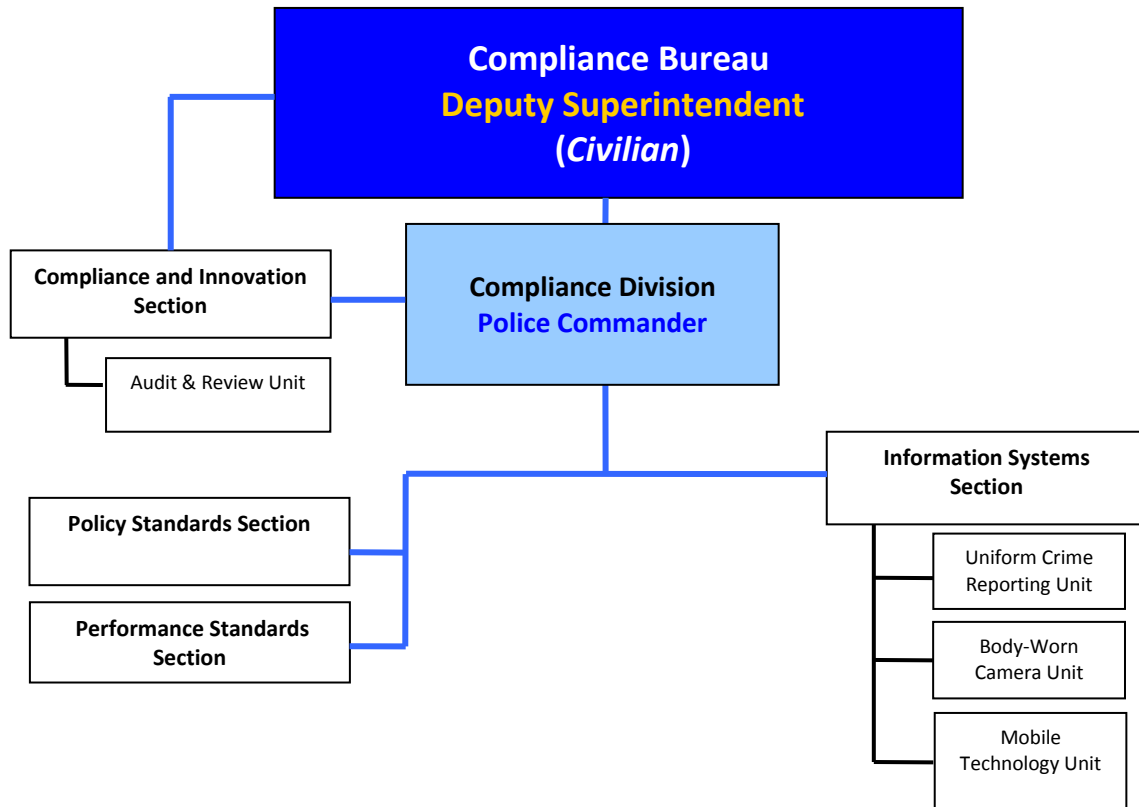 Compliance Bureau
Deputy Superintendent
(Civilian)
Compliance and Innovation
Section
Audit & Review Unit
Compliance Division
Police Commander
Policy Standards Section
Performance Standards
Section
Information Systems
Section
Uniform Crime
Reporting Unit
Body-Worn
Camera Unit
Mobile
Technology Unit